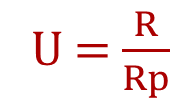 U = R/Rp